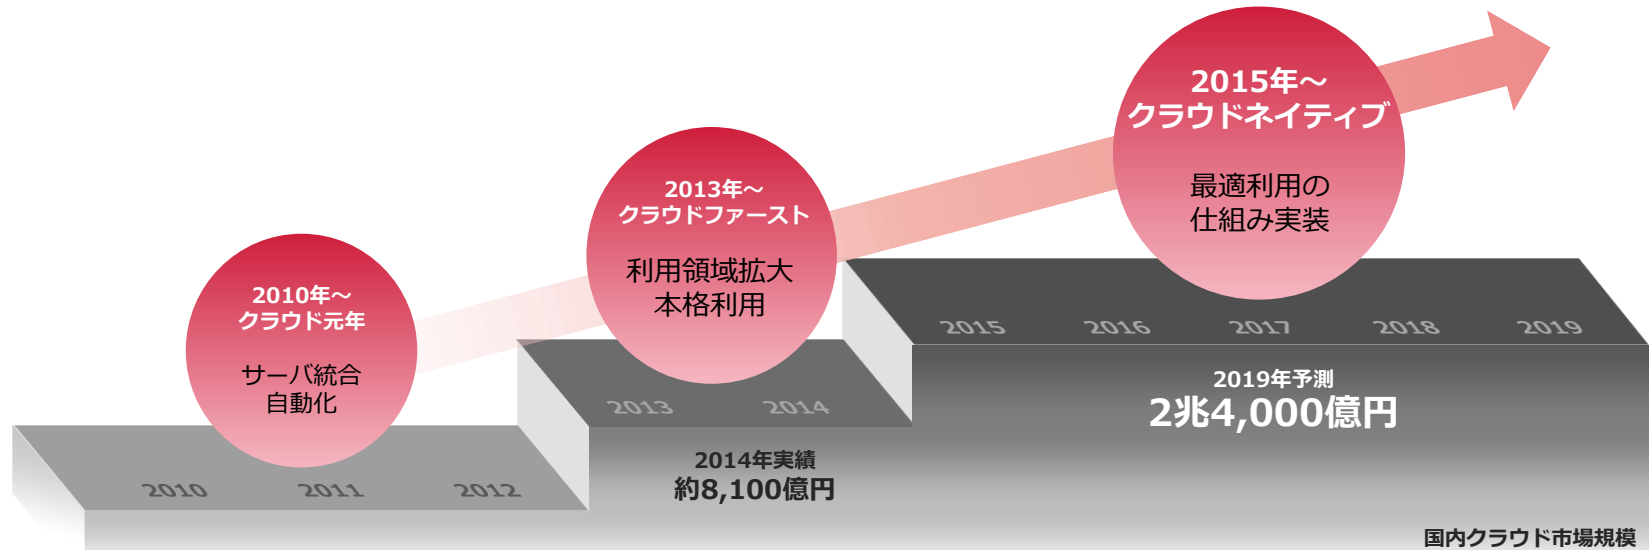 2010年～
クラウド元年
サーバ統合
自動化
2013年～
クラウドファースト
利用領域拡大
本格利用
2015年～
クラウドネイティブ
最適利用の
仕組み実装
2010 2011 2012
2013 2014
2015 2016 2017 2018 2019
2014年実績
約8,100億円
2019年予測
2兆4,000億円
国内クラウド市場規模